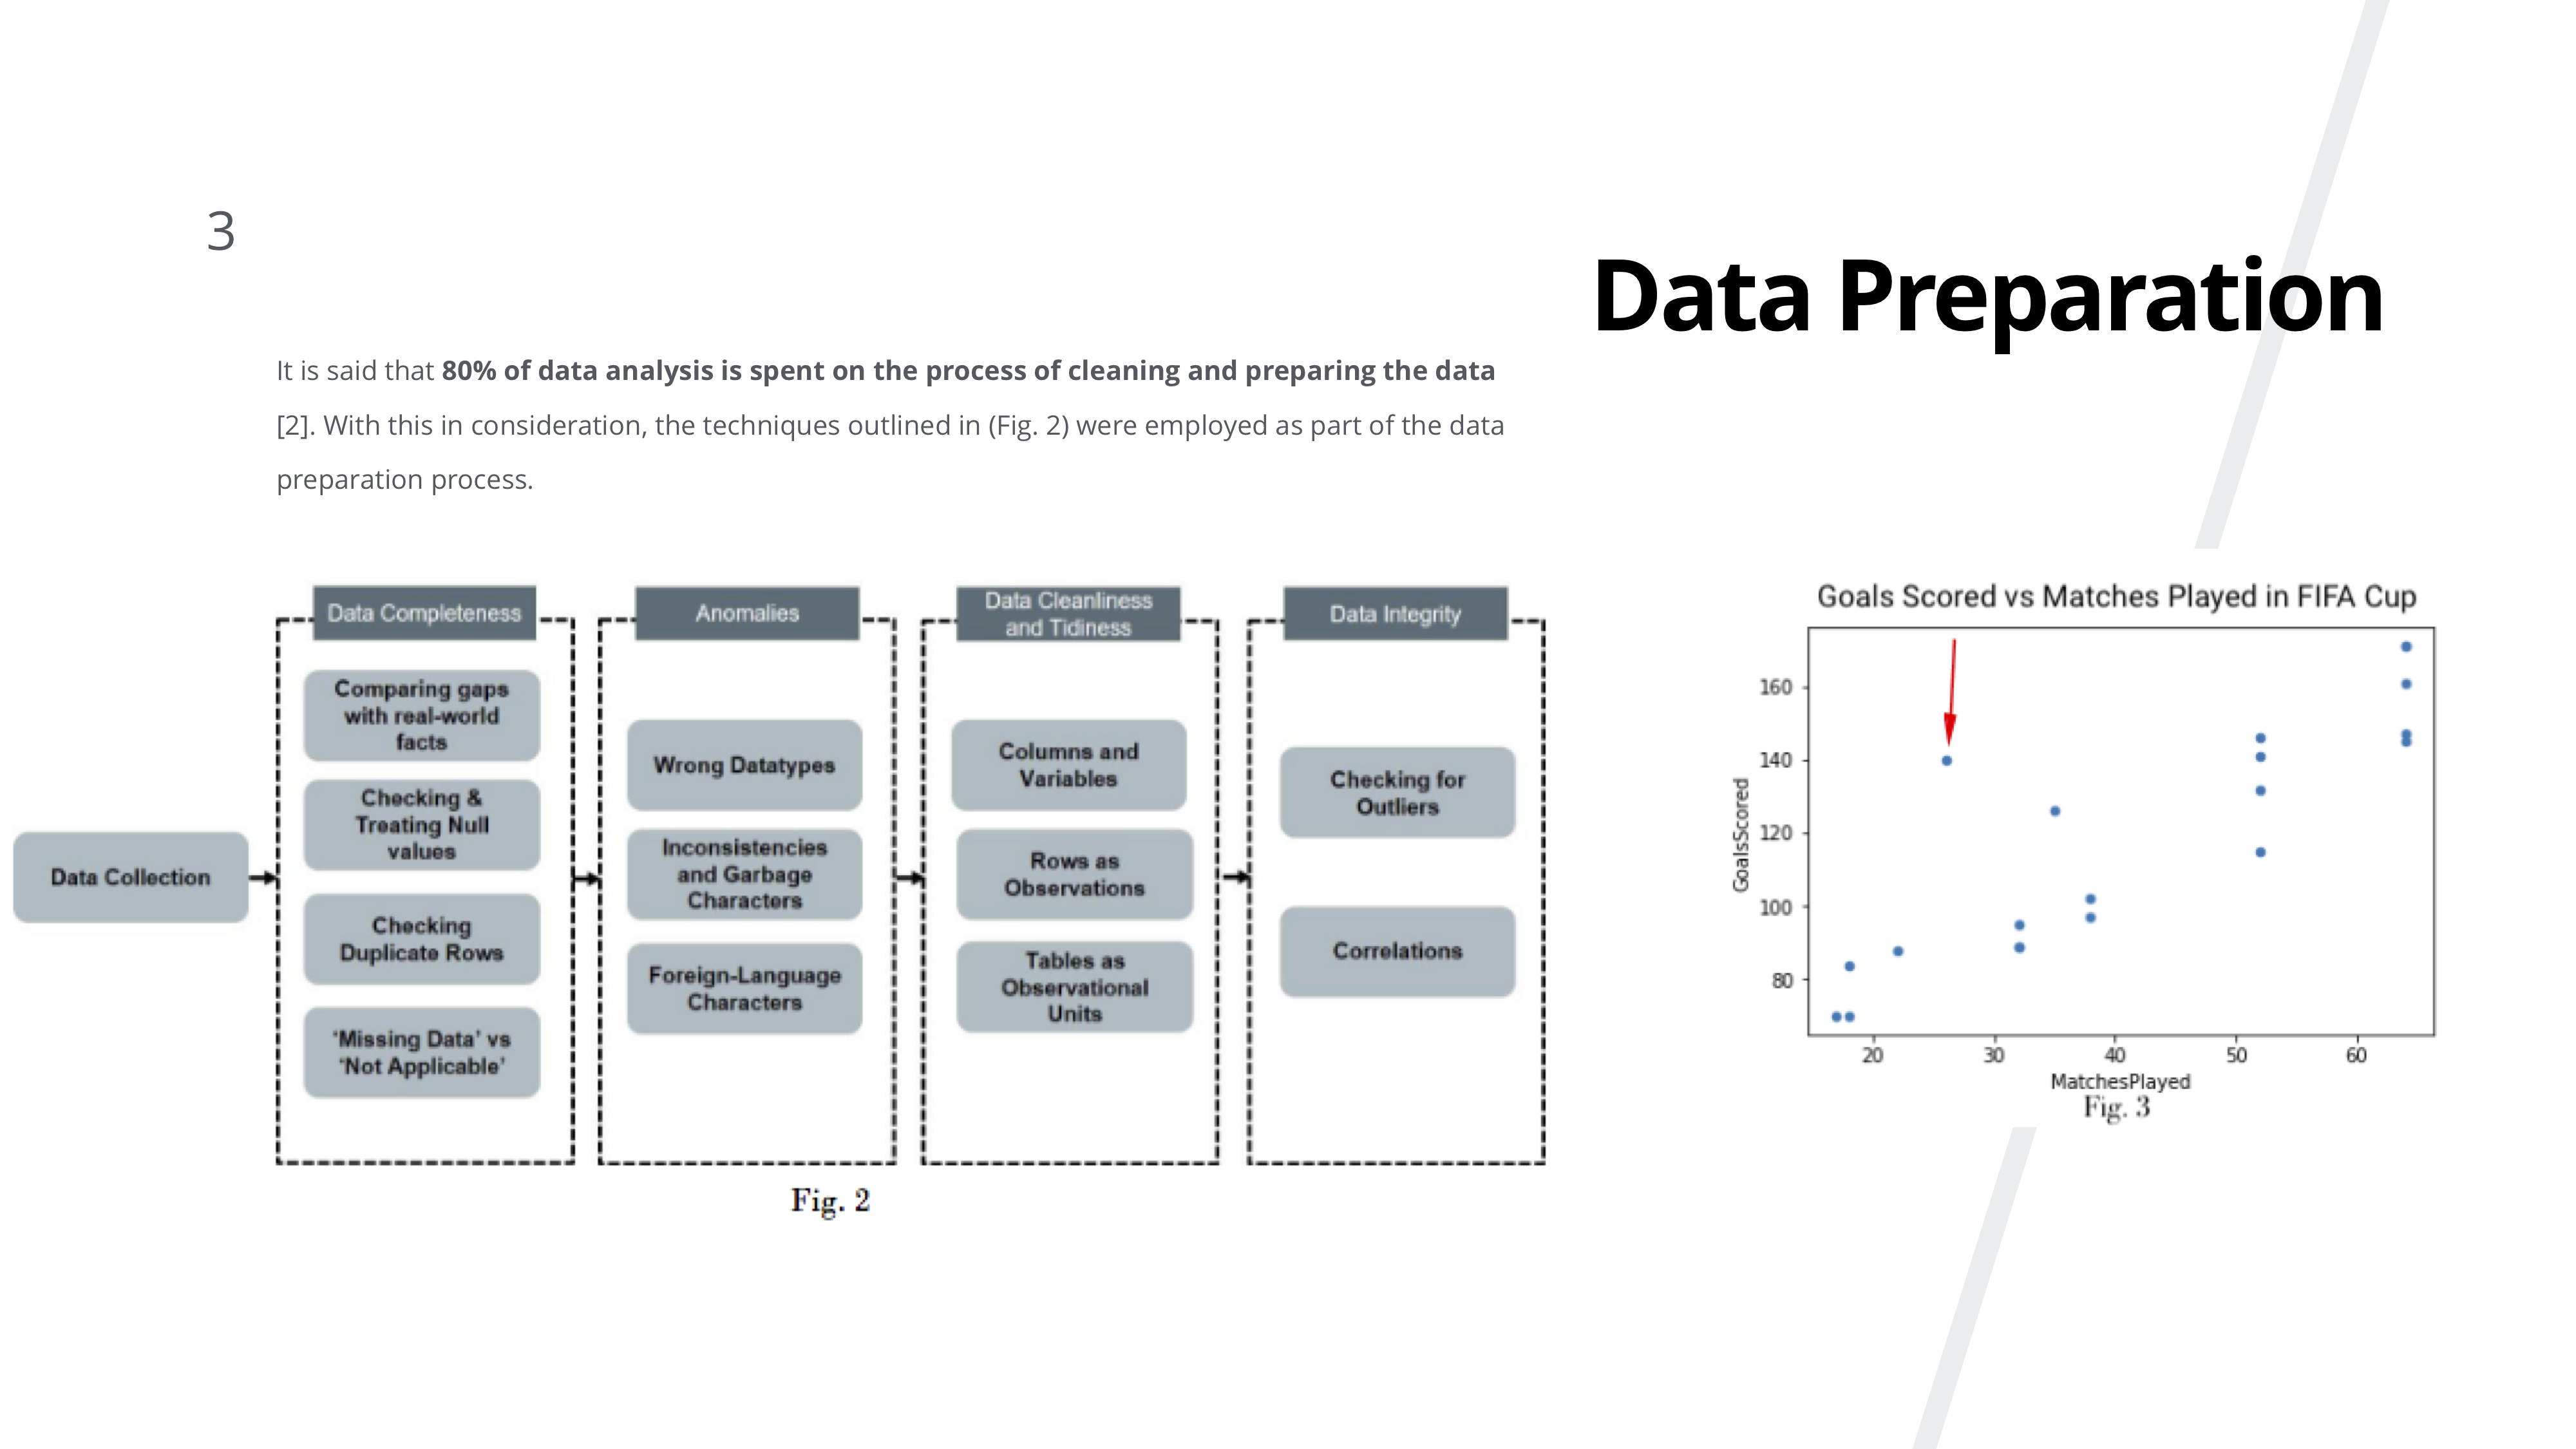 3
Data Preparation
It is said that 80% of data analysis is spent on the process of cleaning and preparing the data
[2]. With this in consideration, the techniques outlined in (Fig. 2) were employed as part of the data
preparation process.
Data Collection
Data Completeness
Comparing gaps
with real-world
facts
Checking &
Treating Null
values
Checking
Duplicate Rows
‘Missing Data’ vs
‘Not Applicable’
Anomalies
Wrong Datatypes
Inconsistencies
and Garbage
Characters
Foreign-Language
Characters
Data Cleanliness
and Tidiness
Columns and
Variables
Rows as
Observations
Tables as
Observational
Units
Data Integrity
Checking for
Outliers
Correlations
Fig. 2
Goals Scored vs Matches Played in FIFA Cup
GoalsScored
160
140
120
100
80
20 30 40 50 60
MatchesPlayed
Fig. 3